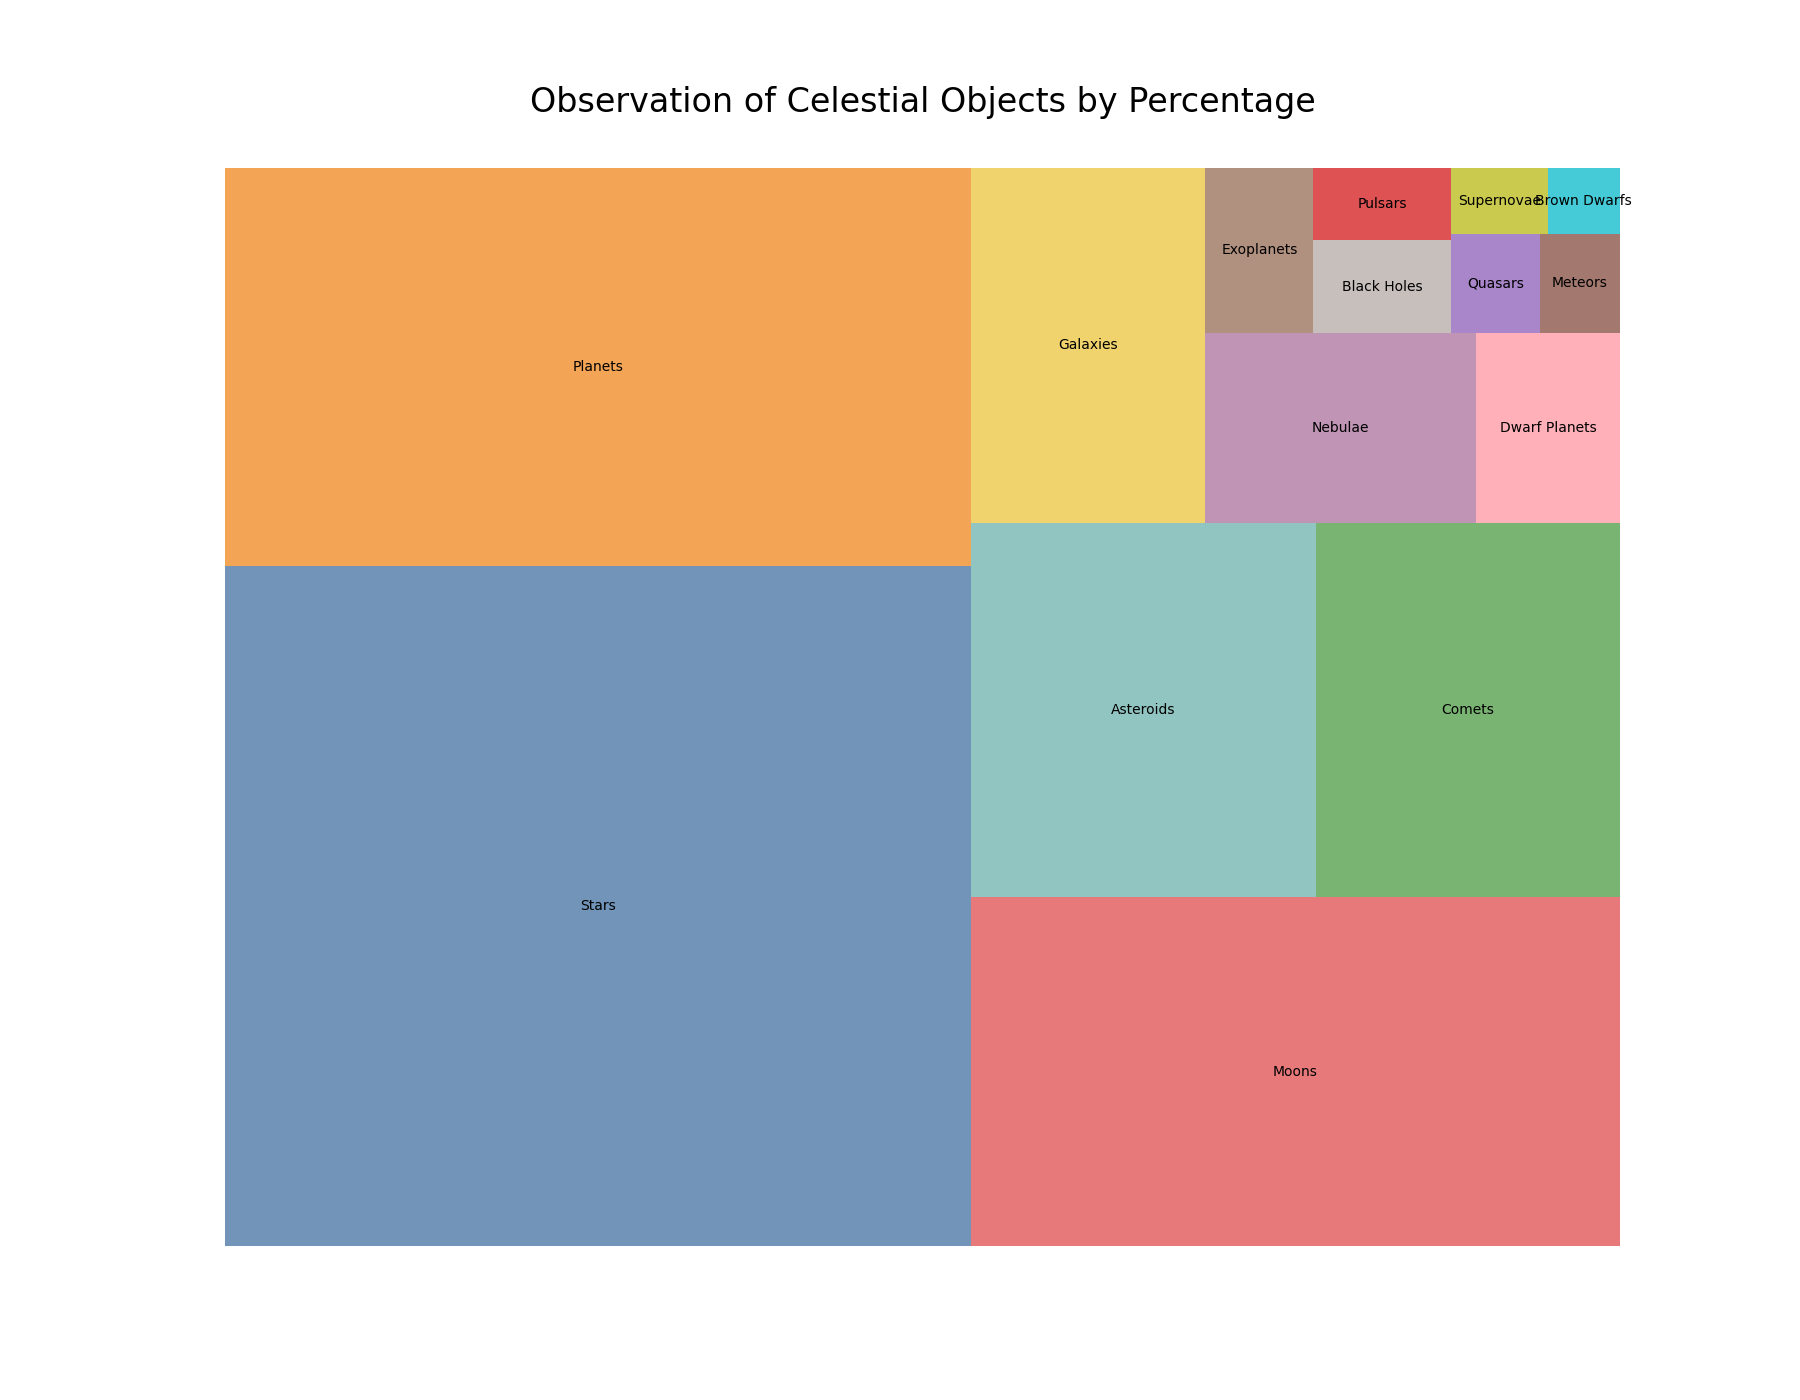 Observation of Celestial Objects by Percentage
Pulsars
Supernovae
Brown Dwarfs
Exoplanets
Black Holes
Quasars
Meteors
Galaxies
Planets
Nebulae
Dwarf Planets
Asteroids
Comets
Stars
Moons